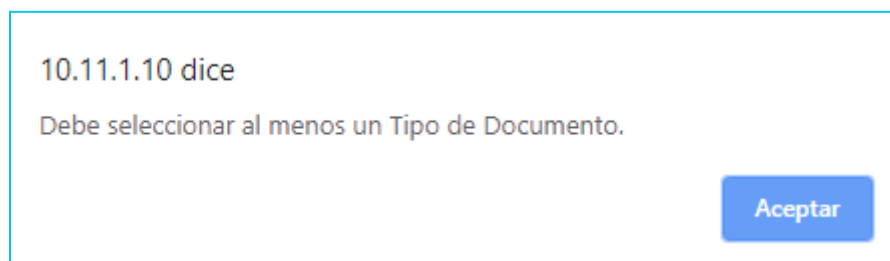 10.11.1.10 dice
Debe seleccionar al menos un Tipo de Documento.
Aceptar